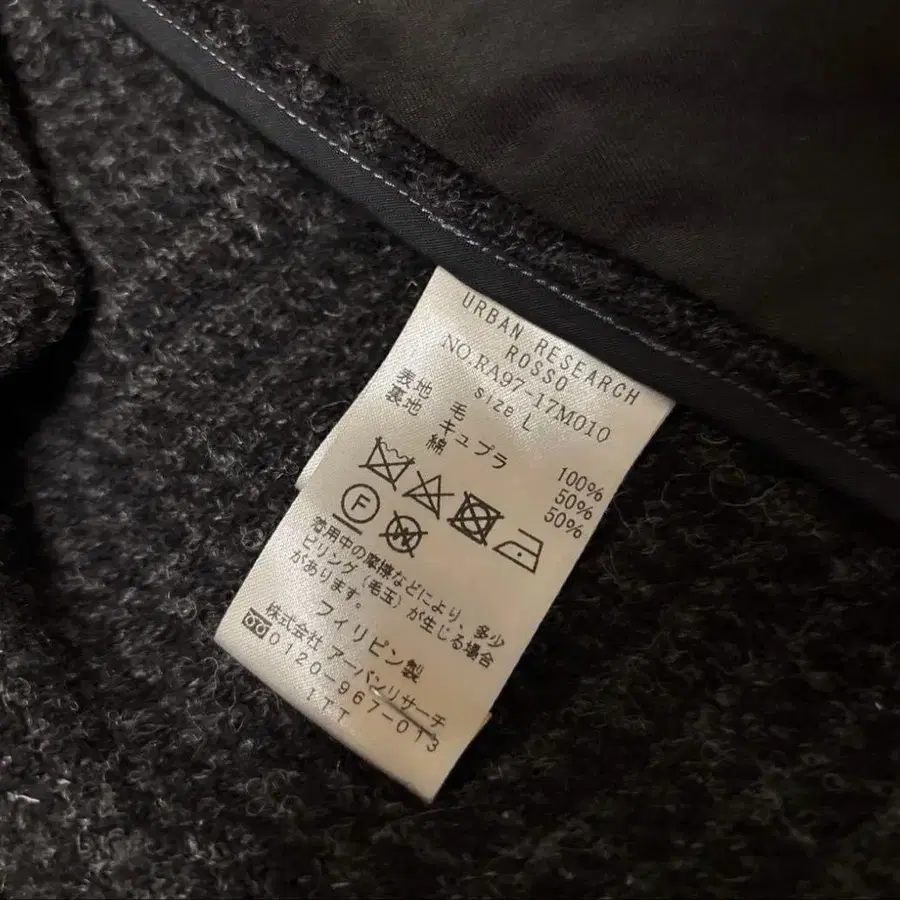 URBAN RESEARCH
ROSSO
NO.RA97-17M010
size L
表地 毛 100%
裏地 キュプラ 50%
綿 50%
F
W
着用中の摩擦などにより、多少
ピリング(毛玉)が生じる場合
があります。
フィリピン製
株式会社 アーバンリサーチ
0120-967-013
1TT